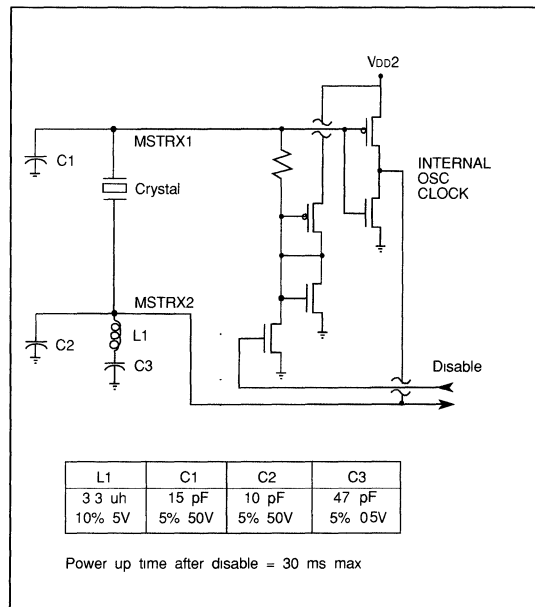 VDD2
MSTRX1
C1
INTERNAL
OSC
CLOCK
Crystal
MSTRX2
L1
C2
C3
Disable
L1 C1 C2 C3
3 3 uh 15 pF 10 pF 47 pF
10% 5V 5% 50V 5% 50V 5% 05V
Power up time after disable = 30 ms max